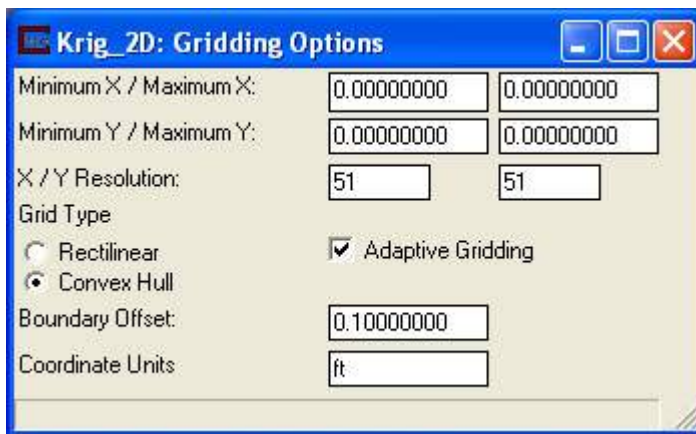 Krig_2D: Gridding Options
Minimum X / Maximum X: 0.00000000 0.00000000
Minimum Y / Maximum Y: 0.00000000 0.00000000
X / Y Resolution: 51 51
Grid Type
Rectilinear Adaptive Gridding
Convex Hull
Boundary Offset: 0.10000000
Coordinate Units ft